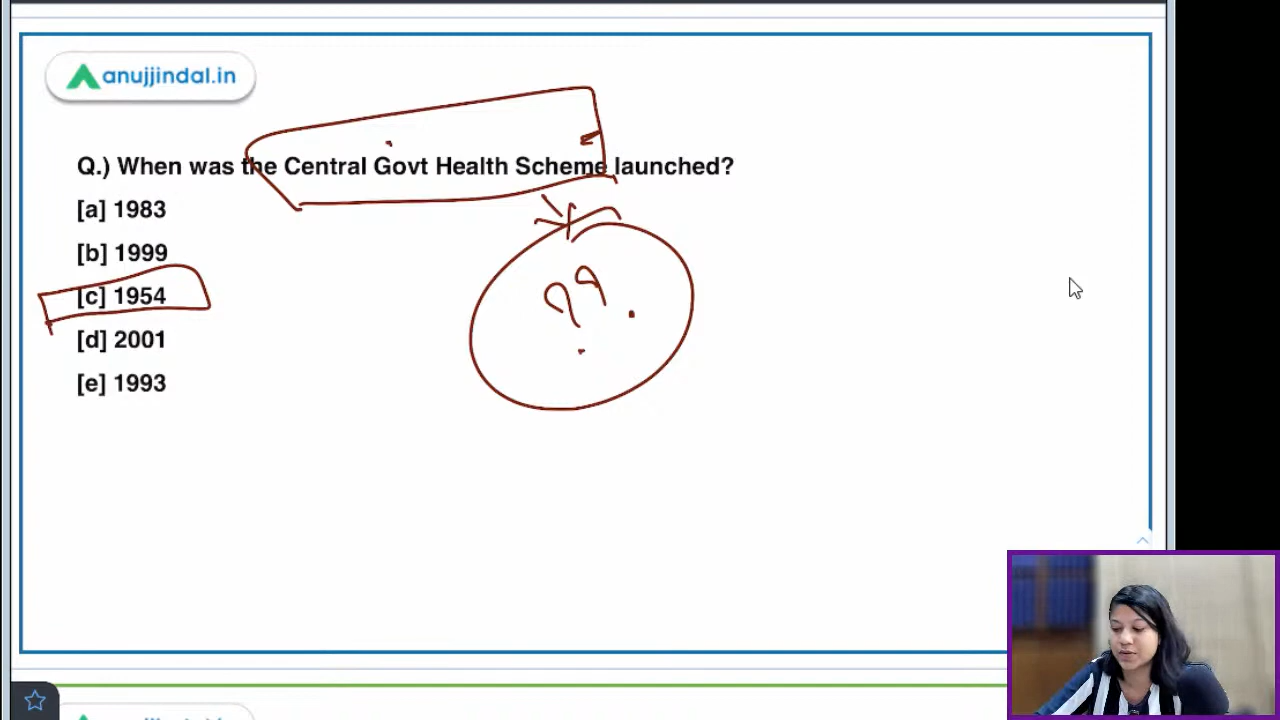 anujjindal.in
Q.) When was the Central Govt Health Scheme launched?
[a] 1983
[b] 1999
[c] 1954
[d] 2001
[e] 1993
??